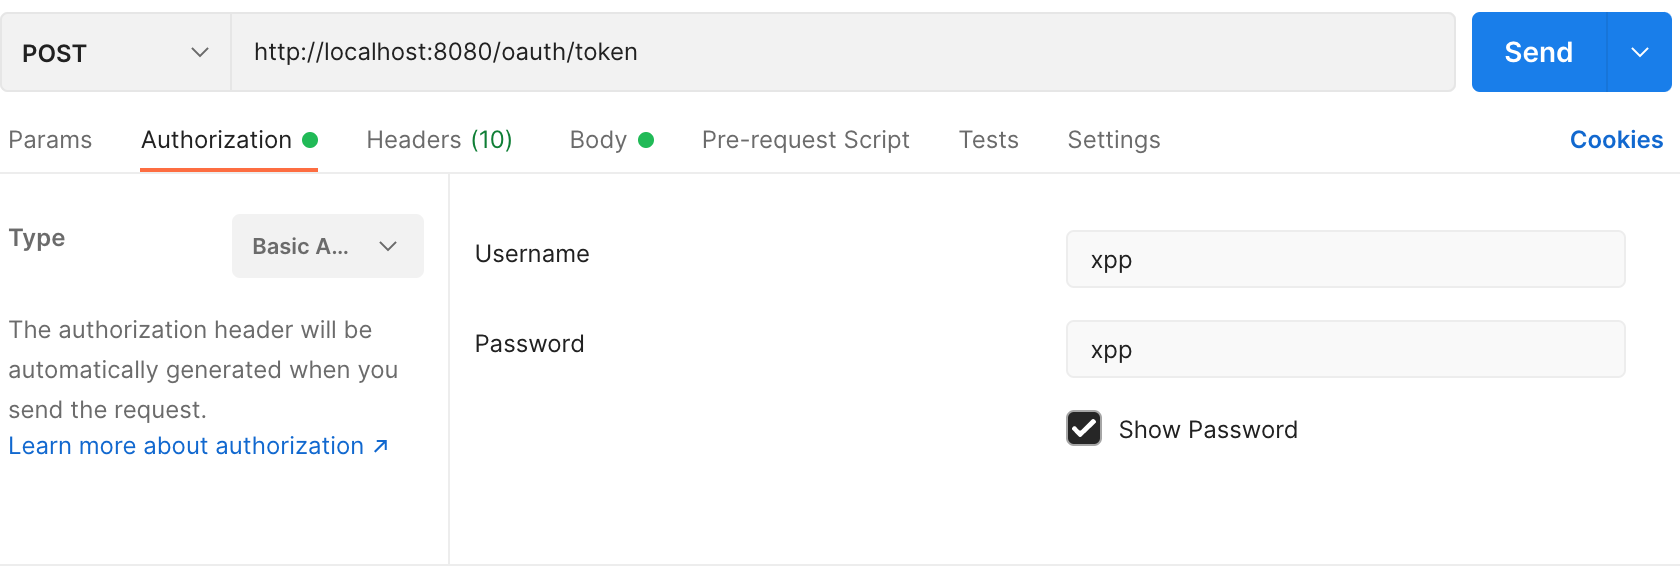 POST http://localhost:8080/oauth/token Send
Params Authorization Headers (10) Body Pre-request Script Tests Settings Cookies
Type Basic A...
The authorization header will be
automatically generated when you
send the request.
Learn more about authorization ↗
Username xpp
Password xpp
Show Password